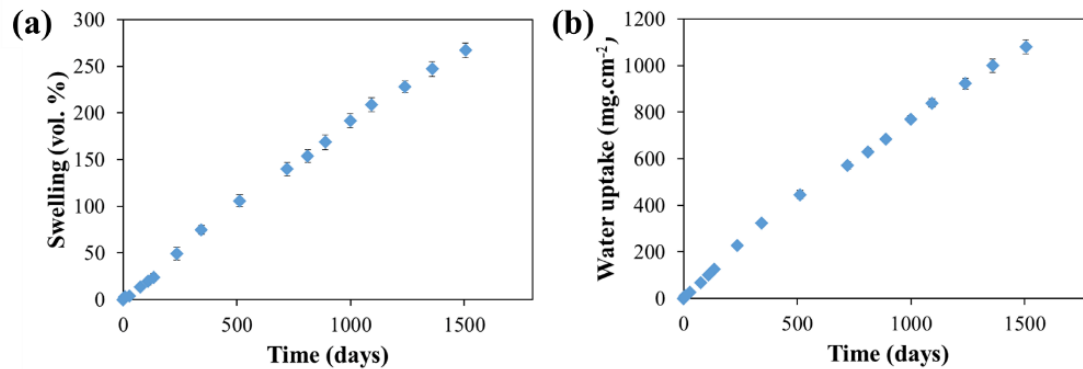 (a)
Swelling (vol. %)
300
250
200
150
100
50
0
0 500 1000 1500
Time (days)
(b)
Water uptake (mg.cm-2)
1200
1000
800
600
400
200
0
0 500 1000 1500
Time (days)